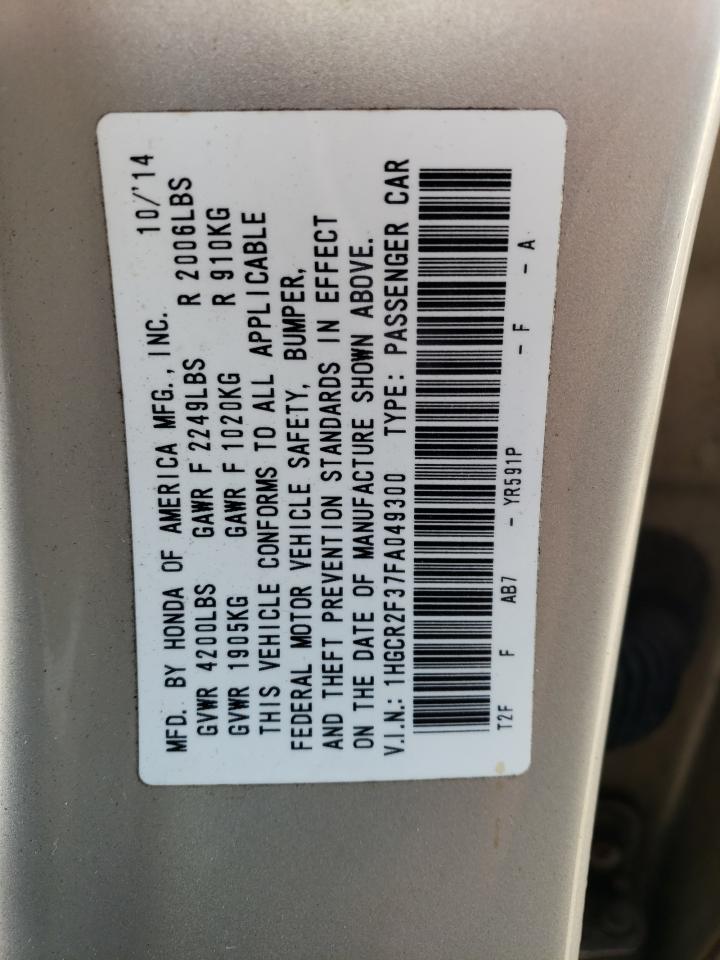 MFD. BY HONDA OF AMERICA MFG., INC. 10/'14
GVWR 4200LBS GAWR F 2249LBS R 2006LBS
GVWR 1905KG GAWR F 1020KG R 910KG
THIS VEHICLE CONFORMS TO ALL APPLICABLE
FEDERAL MOTOR VEHICLE SAFETY, BUMPER,
AND THEFT PREVENTION STANDARDS IN EFFECT
ON THE DATE OF MANUFACTURE SHOWN ABOVE.
V.I.N.: 1HGCR2F37FA049300 TYPE: PASSENGER CAR
T2F F AB7 - YR591P - F - A